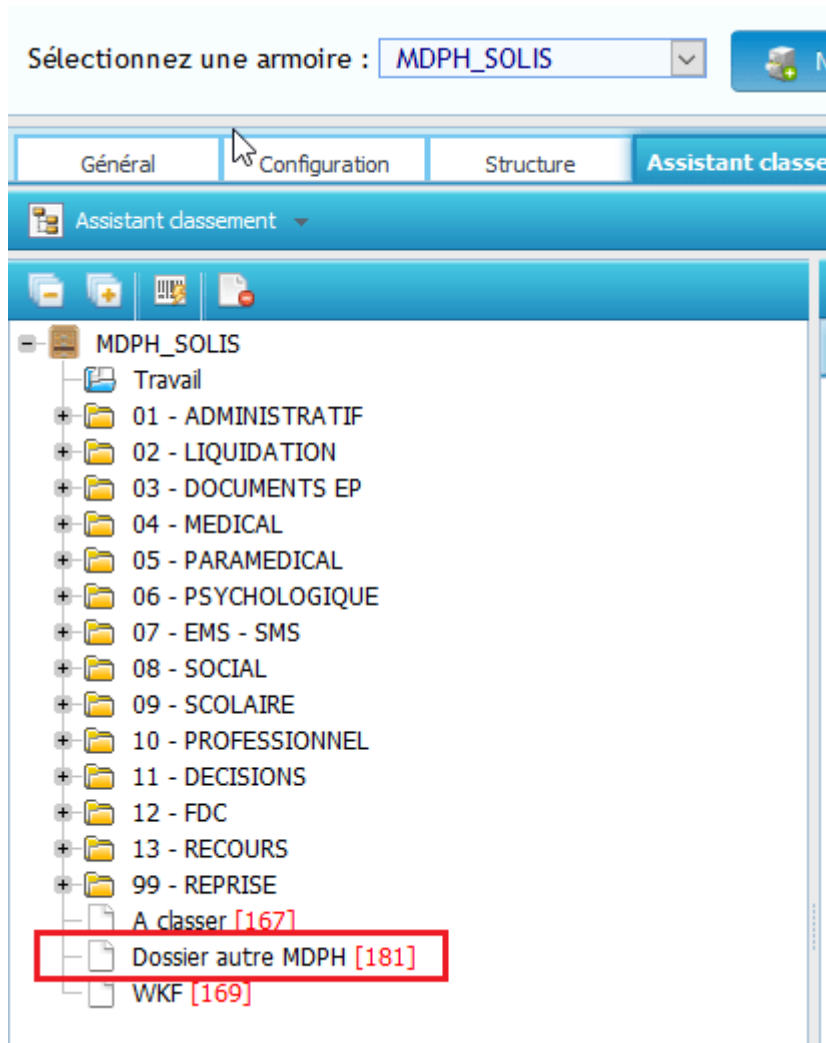 Sélectionnez une armoire : MDPH_SOLIS
Général Configuration Structure Assistant classe
Assistant classement
MDPH_SOLIS
Travail
01 - ADMINISTRATIF
02 - LIQUIDATION
03 - DOCUMENTS EP
04 - MEDICAL
05 - PARAMEDICAL
06 - PSYCHOLOGIQUE
07 - EMS - SMS
08 - SOCIAL
09 - SCOLAIRE
10 - PROFESSIONNEL
11 - DECISIONS
12 - FDC
13 - RECOURS
99 - REPRISE
A classer [167]
Dossier autre MDPH [181]
WKF [169]